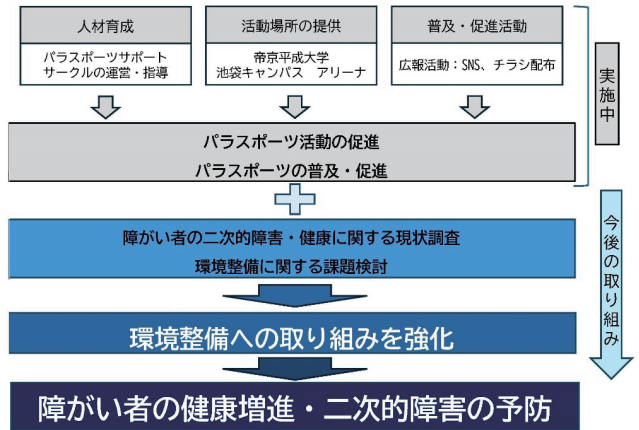 人材育成
パラスポーツサポート
サークルの運営・指導
活動場所の提供
帝京平成大学
池袋キャンパス　アリーナ
普及・促進活動
広報活動：SNS、チラシ配布
実施中
パラスポーツ活動の促進
パラスポーツの普及・促進
障がい者の二次的障害・健康に関する現状調査
環境整備に関する課題検討
今後の取り組み
環境整備への取り組みを強化
障がい者の健康増進・二次的障害の予防